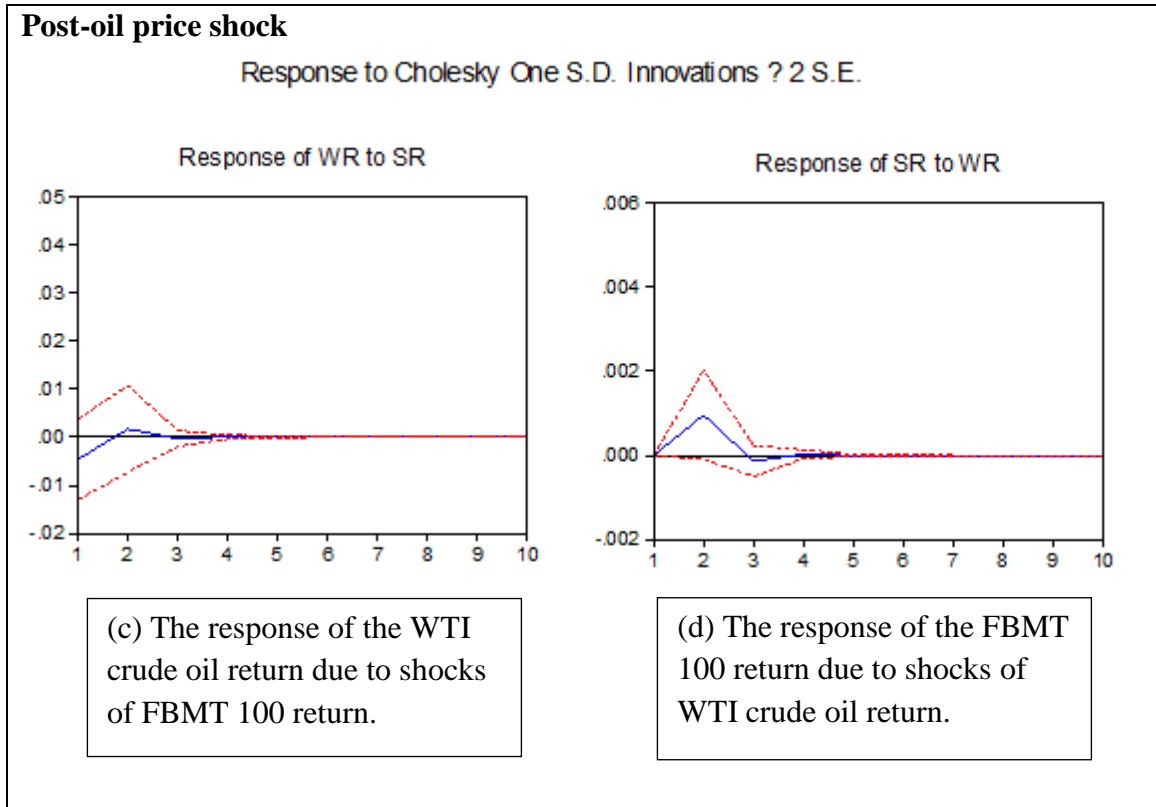 Post-oil price shock
Response to Cholesky One S.D. Innovations ? 2 S.E.
Response of WR to SR
.05
.04
.03
.02
.01
.00
-.01
-.02
1 2 3 4 5 6 7 8 9 10
Response of SR to WR
.006
.004
.002
.000
-.002
1 2 3 4 5 6 7 8 9 10
(c) The response of the WTI
crude oil return due to shocks
of FBMT 100 return.
(d) The response of the FBMT
100 return due to shocks of
WTI crude oil return.